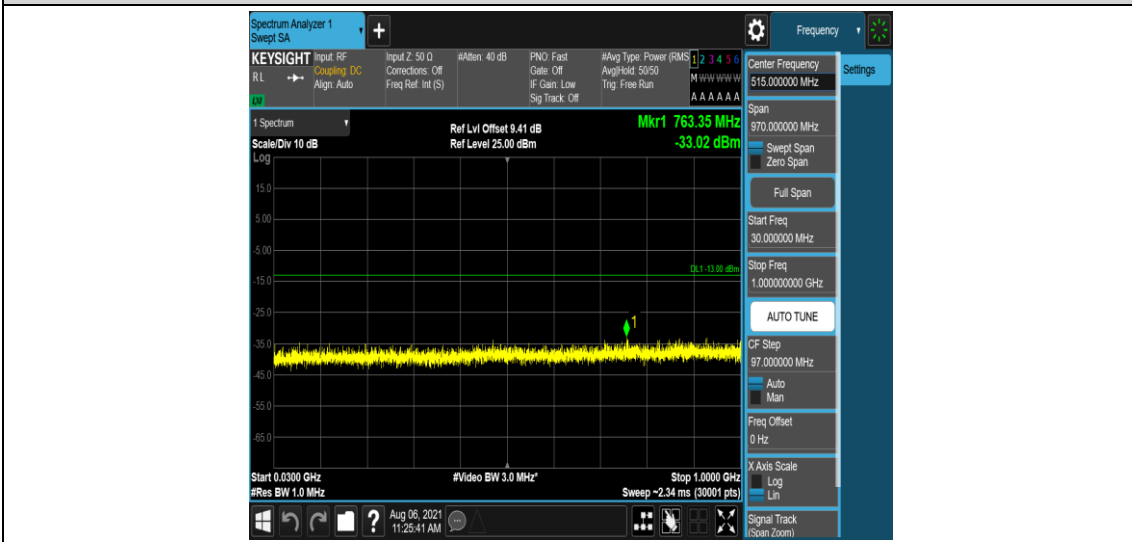 Spectrum Analyzer 1
Swept SA
+
Frequency
KEYSIGHT
RL
LXI
Input: RF
Coupling: DC
Align: Auto
Input Z: 50 Ω
Corrections: Off
Freq Ref: Int (S)
#Atten: 40 dB
PNO: Fast
Gate: Off
IF Gain: Low
Sig Track: Off
#Avg Type: Power (RMS
Avg|Hold: 50/50
Trig: Free Run
1 2 3 4 5 6
M W W W W W
A A A A A A
1 Spectrum
Scale/Div 10 dB
Log
Ref Lvl Offset 9.41 dB
Ref Level 25.00 dBm
Mkr1 763.35 MHz
-33.02 dBm
15.0
5.00
-5.00
DL1 -13.00 dBm
-15.0
-25.0
1
-35.0
-45.0
-55.0
-65.0
Start 0.0300 GHz
#Res BW 1.0 MHz
#Video BW 3.0 MHz*
Stop 1.0000 GHz
Sweep ~2.34 ms (30001 pts)
?
Aug 06, 2021
11:25:41 AM
Center Frequency
515.000000 MHz
Settings
Span
970.000000 MHz
Swept Span
Zero Span
Full Span
Start Freq
30.000000 MHz
Stop Freq
1.000000000 GHz
AUTO TUNE
CF Step
97.000000 MHz
Auto
Man
Freq Offset
0 Hz
X Axis Scale
Log
Lin
Signal Track
(Span Zoom)